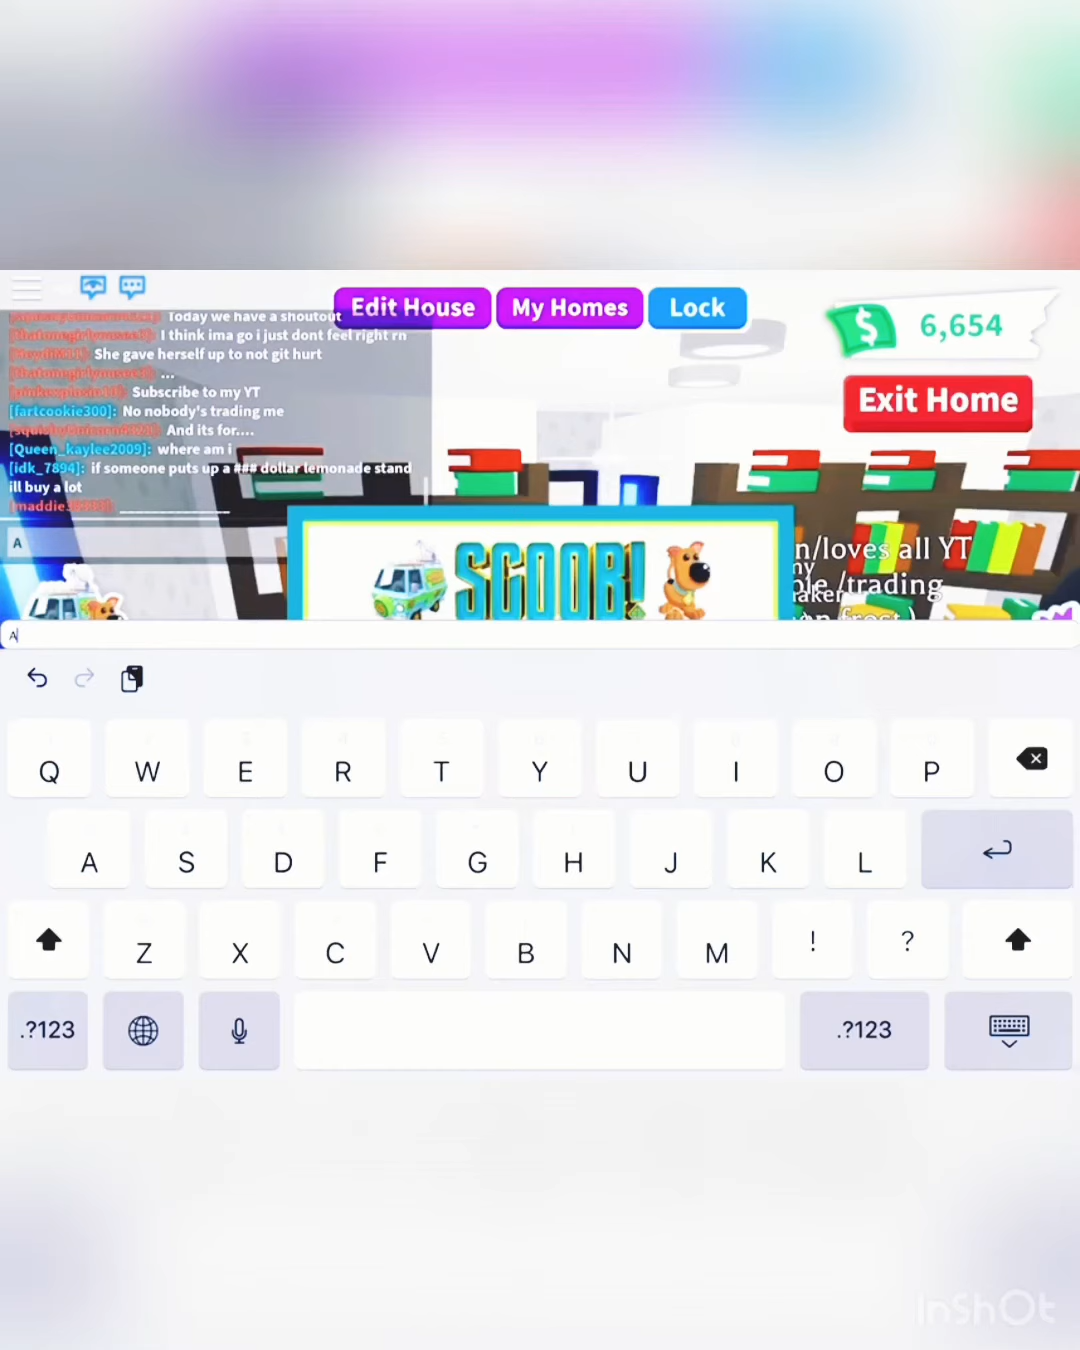 Edit House
My Homes
Lock
6,654
Exit Home
Today we have a shoutout
I think ima go i just dont feel right rn
She gave herself up to not git hurt
...
Subscribe to my YT
[fartcookie300]: No nobody's trading me
And its for....
[Queen_kaylee2009]: where am i
[idk_7894]: if someone puts up a ### dollar lemonade stand
ill buy a lot
A
SCOOB!
n/loves all YT
my
ble /trading
aker
A
Q W E R T Y U I O P
A S D F G H J K L
Z X C V B N M ! ?
.?123
.?123
InShOt